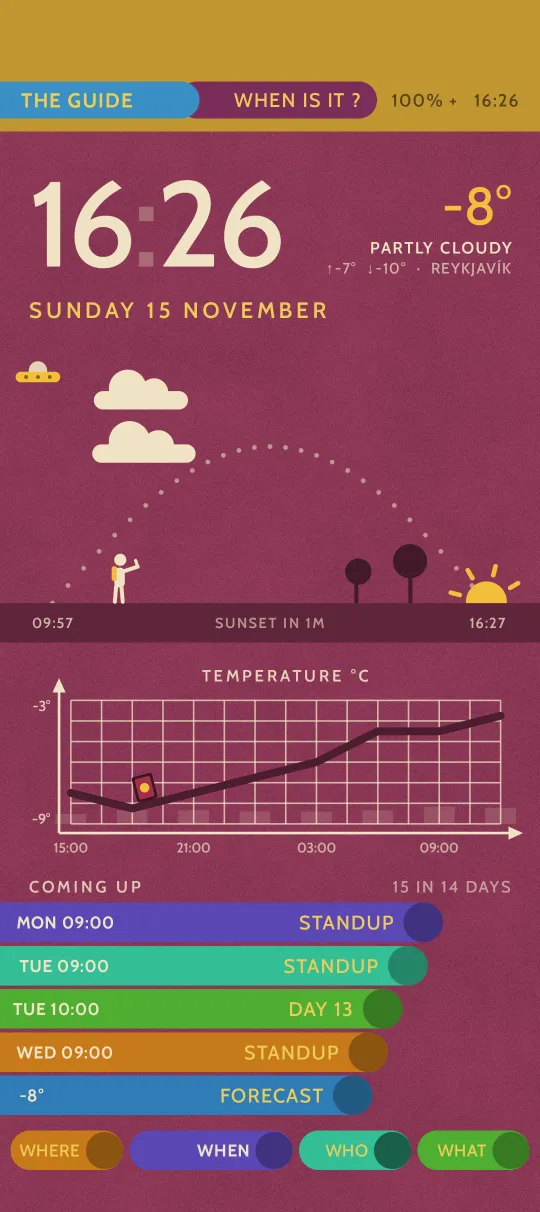 THE GUIDE
WHEN IS IT ?
100% + 16:26
16:26
-8°
PARTLY CLOUDY
↑-7° ↓-10° · REYKJAVÍK
SUNDAY 15 NOVEMBER
09:57
SUNSET IN 1M
16:27
TEMPERATURE °C
-3°
-9°
15:00
21:00
03:00
09:00
COMING UP
15 IN 14 DAYS
MON 09:00 STANDUP
TUE 09:00 STANDUP
TUE 10:00 DAY 13
WED 09:00 STANDUP
-8° FORECAST
WHERE
WHEN
WHO
WHAT